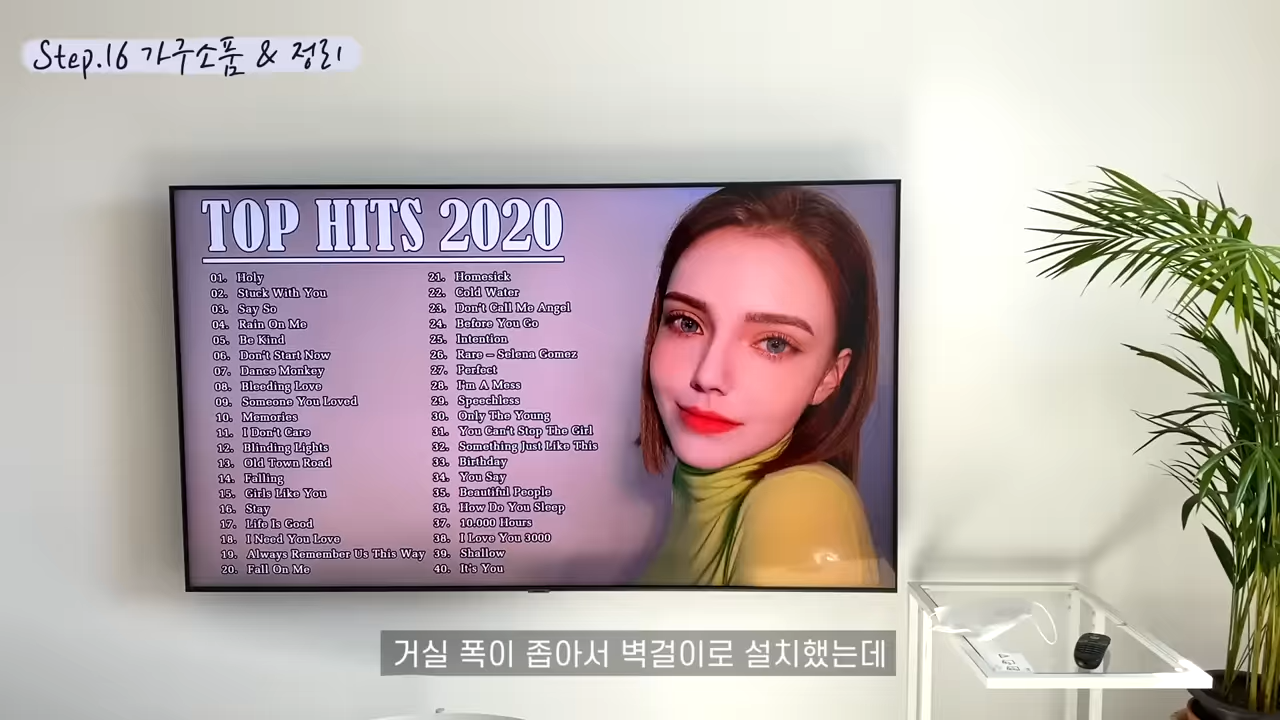 Step.16 가구소품 & 정리
TOP HITS 2020
01. Holy
02. Stuck With You
03. Say So
04. Rain On Me
05. Be Kind
06. Don't Start Now
07. Dance Monkey
08. Bleeding Love
09. Someone You Loved
10. Memories
11. I Don't Care
12. Blinding Lights
13. Old Town Road
14. Falling
15. Girls Like You
16. Stay
17. Life Is Good
18. I Need You Love
19. Always Remember Us This Way
20. Fall On Me
21. Homesick
22. Cold Water
23. Don't Call Me Angel
24. Before You Go
25. Intention
26. Rare – Selena Gomez
27. Perfect
28. I'm A Mess
29. Speechless
30. Only The Young
31. You Can't Stop The Girl
32. Something Just Like This
33. Birthday
34. You Say
35. Beautiful People
36. How Do You Sleep
37. 10.000 Hours
38. I Love You 3000
39. Shallow
40. It's You
거실 폭이 좁아서 벽걸이로 설치했는데